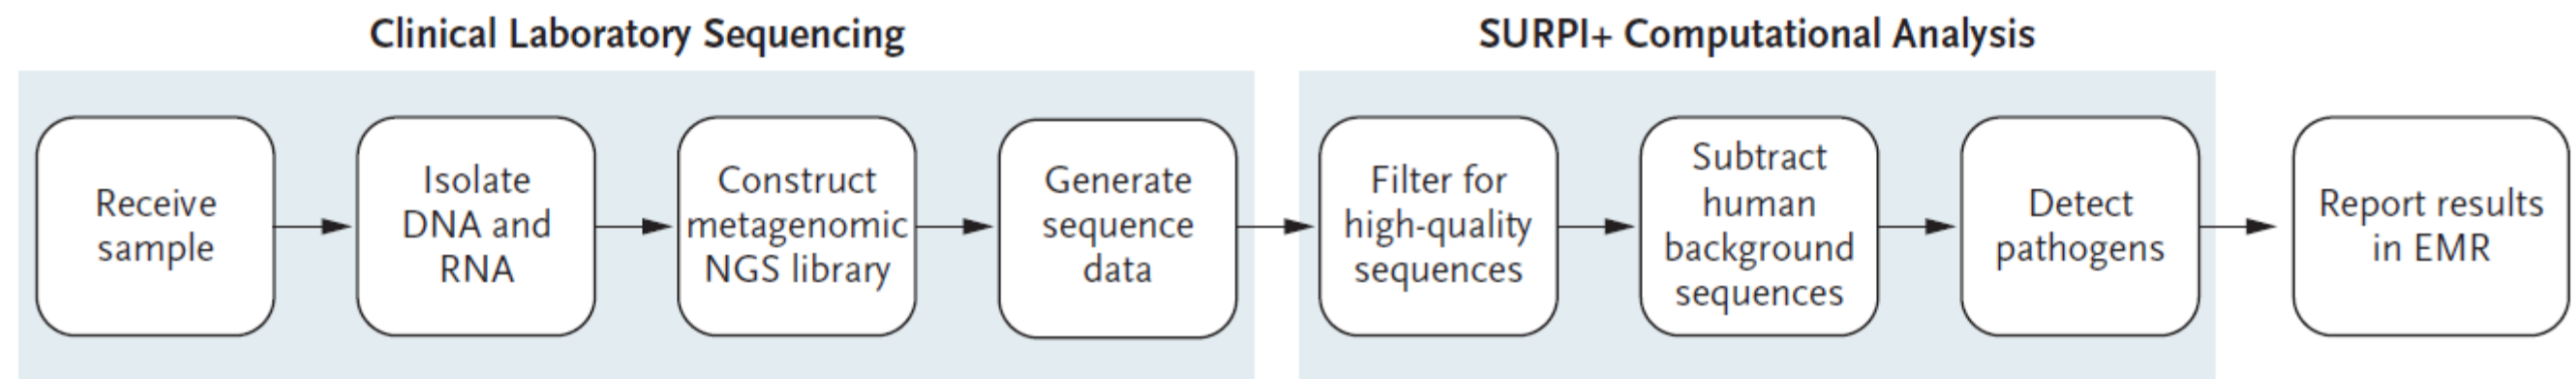 Clinical Laboratory Sequencing
SURPI+ Computational Analysis
Receive
sample
Isolate
DNA and
RNA
Construct
metagenomic
NGS library
Generate
sequence
data
Filter for
high-quality
sequences
Subtract
human
background
sequences
Detect
pathogens
Report results
in EMR